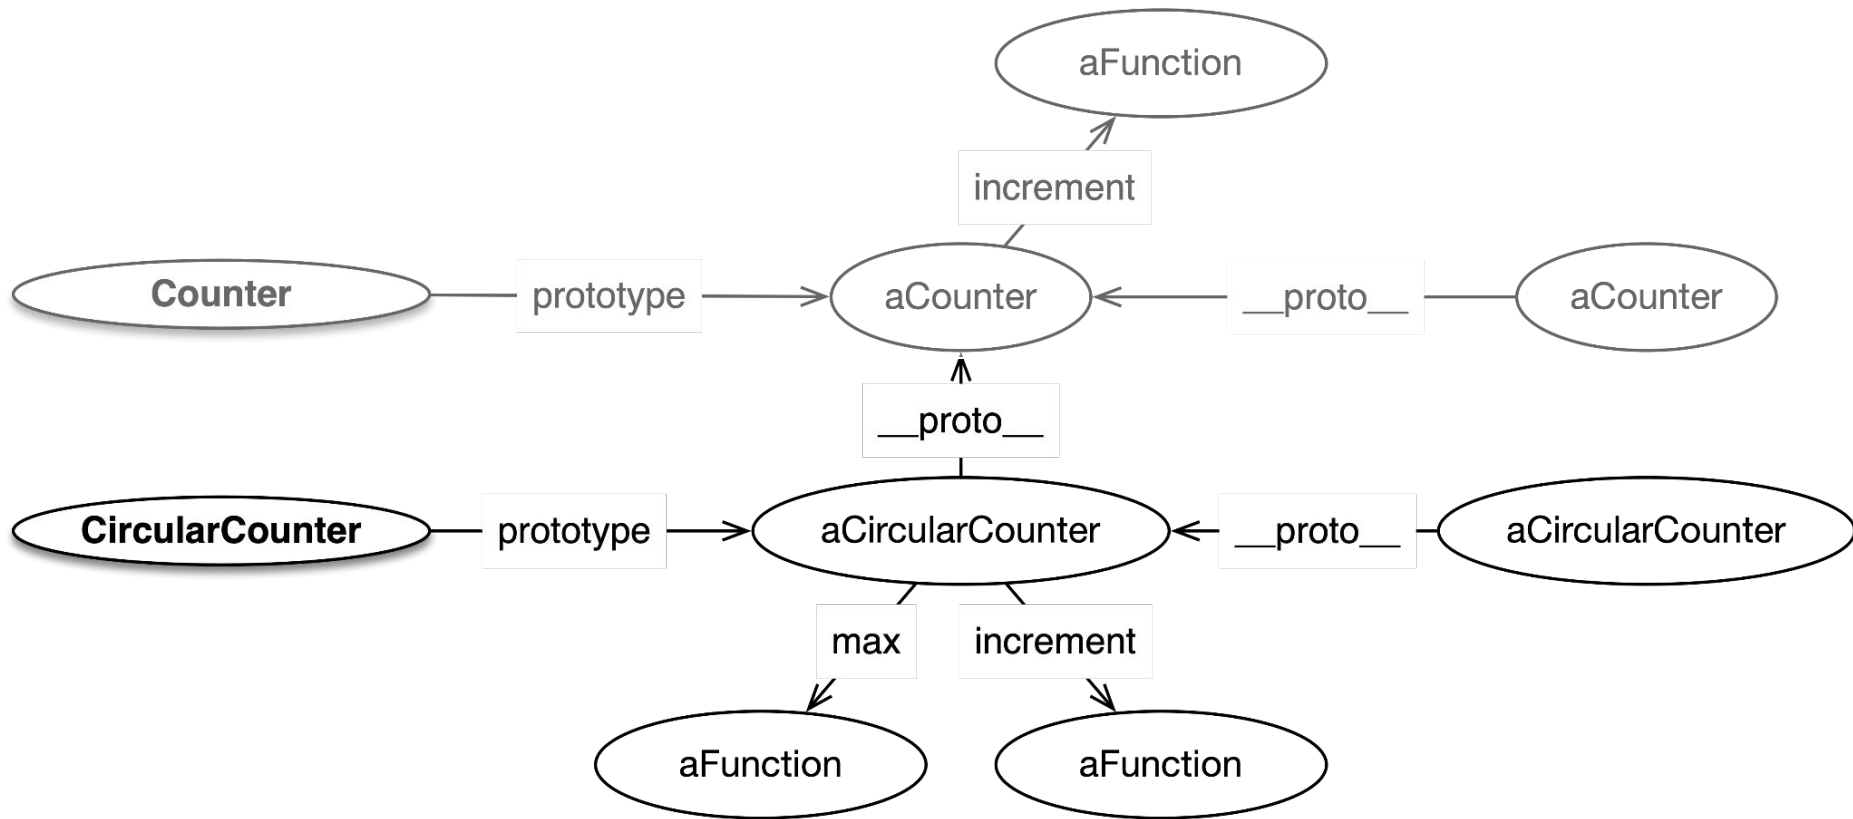 aFunction
increment
Counter
prototype
aCounter
__proto__
aCounter
__proto__
CircularCounter
prototype
aCircularCounter
__proto__
aCircularCounter
max
increment
aFunction
aFunction